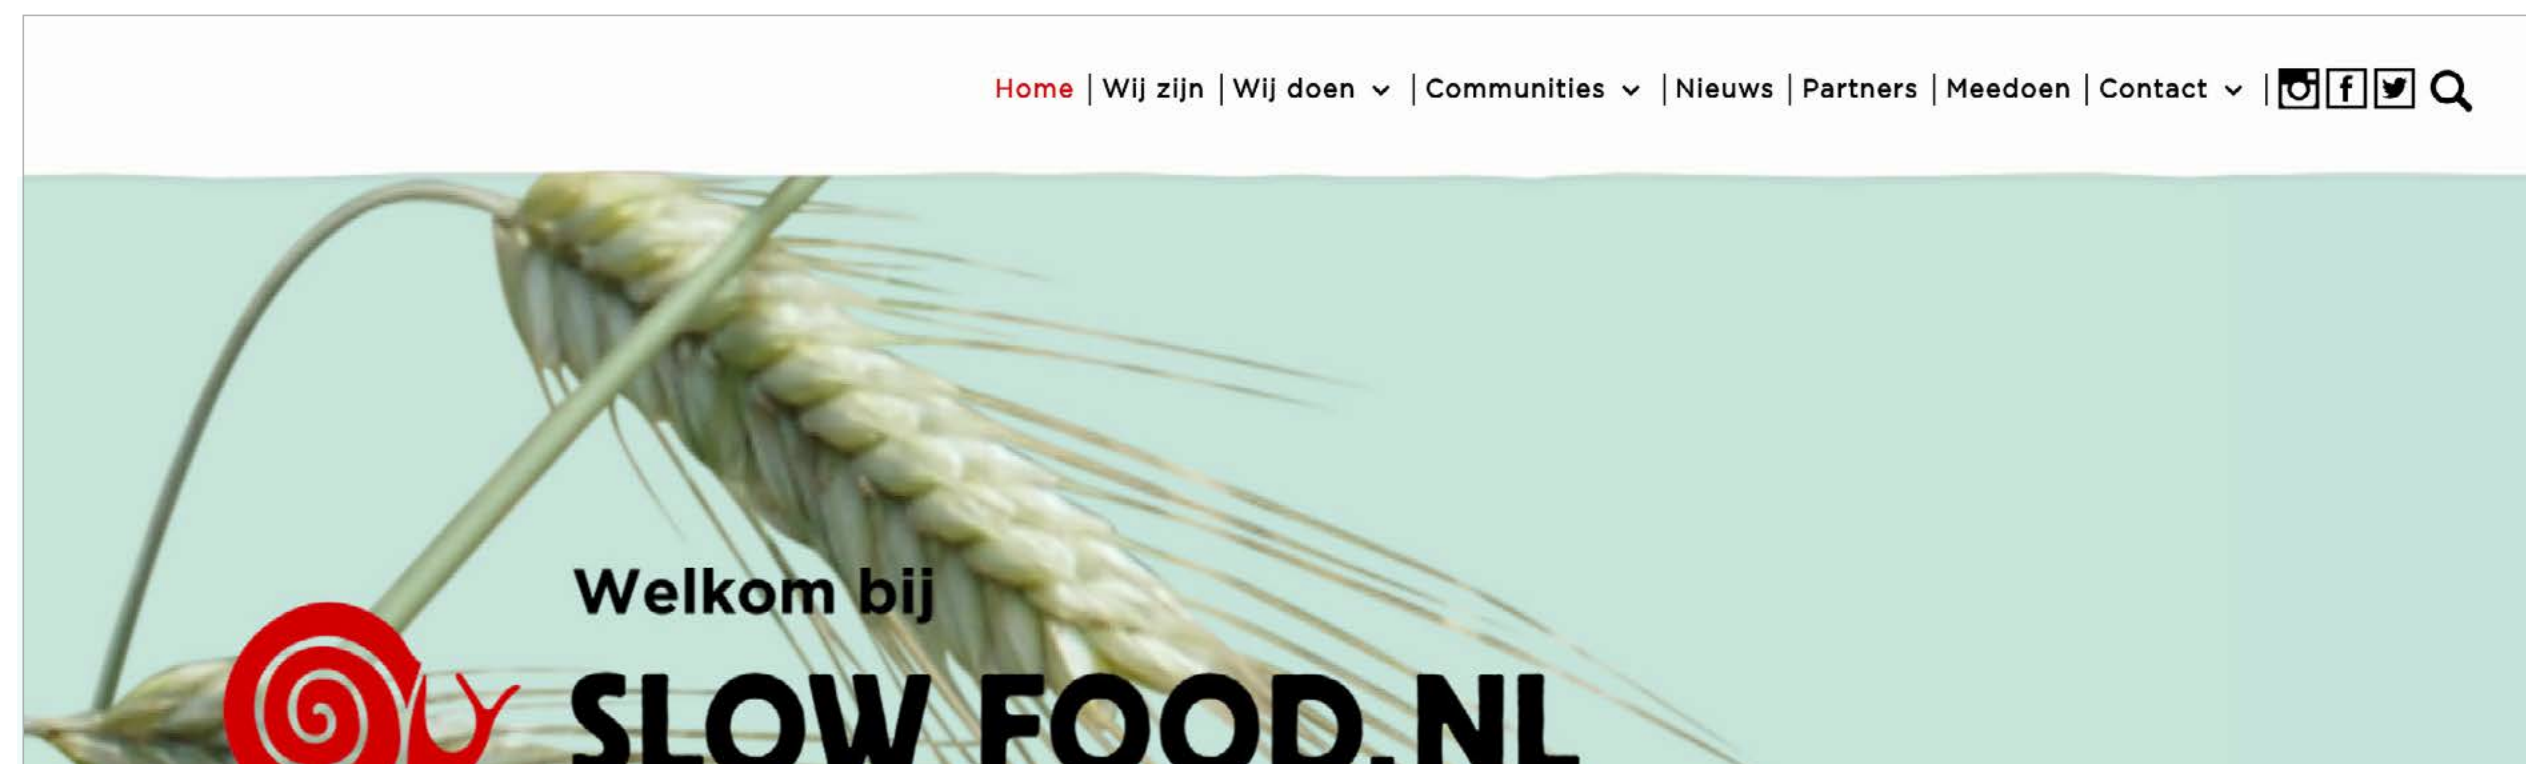 Home | Wij zijn | Wij doen | Communities | Nieuws | Partners | Meedoen | Contact |
Welkom bij
SLOW FOOD.NL